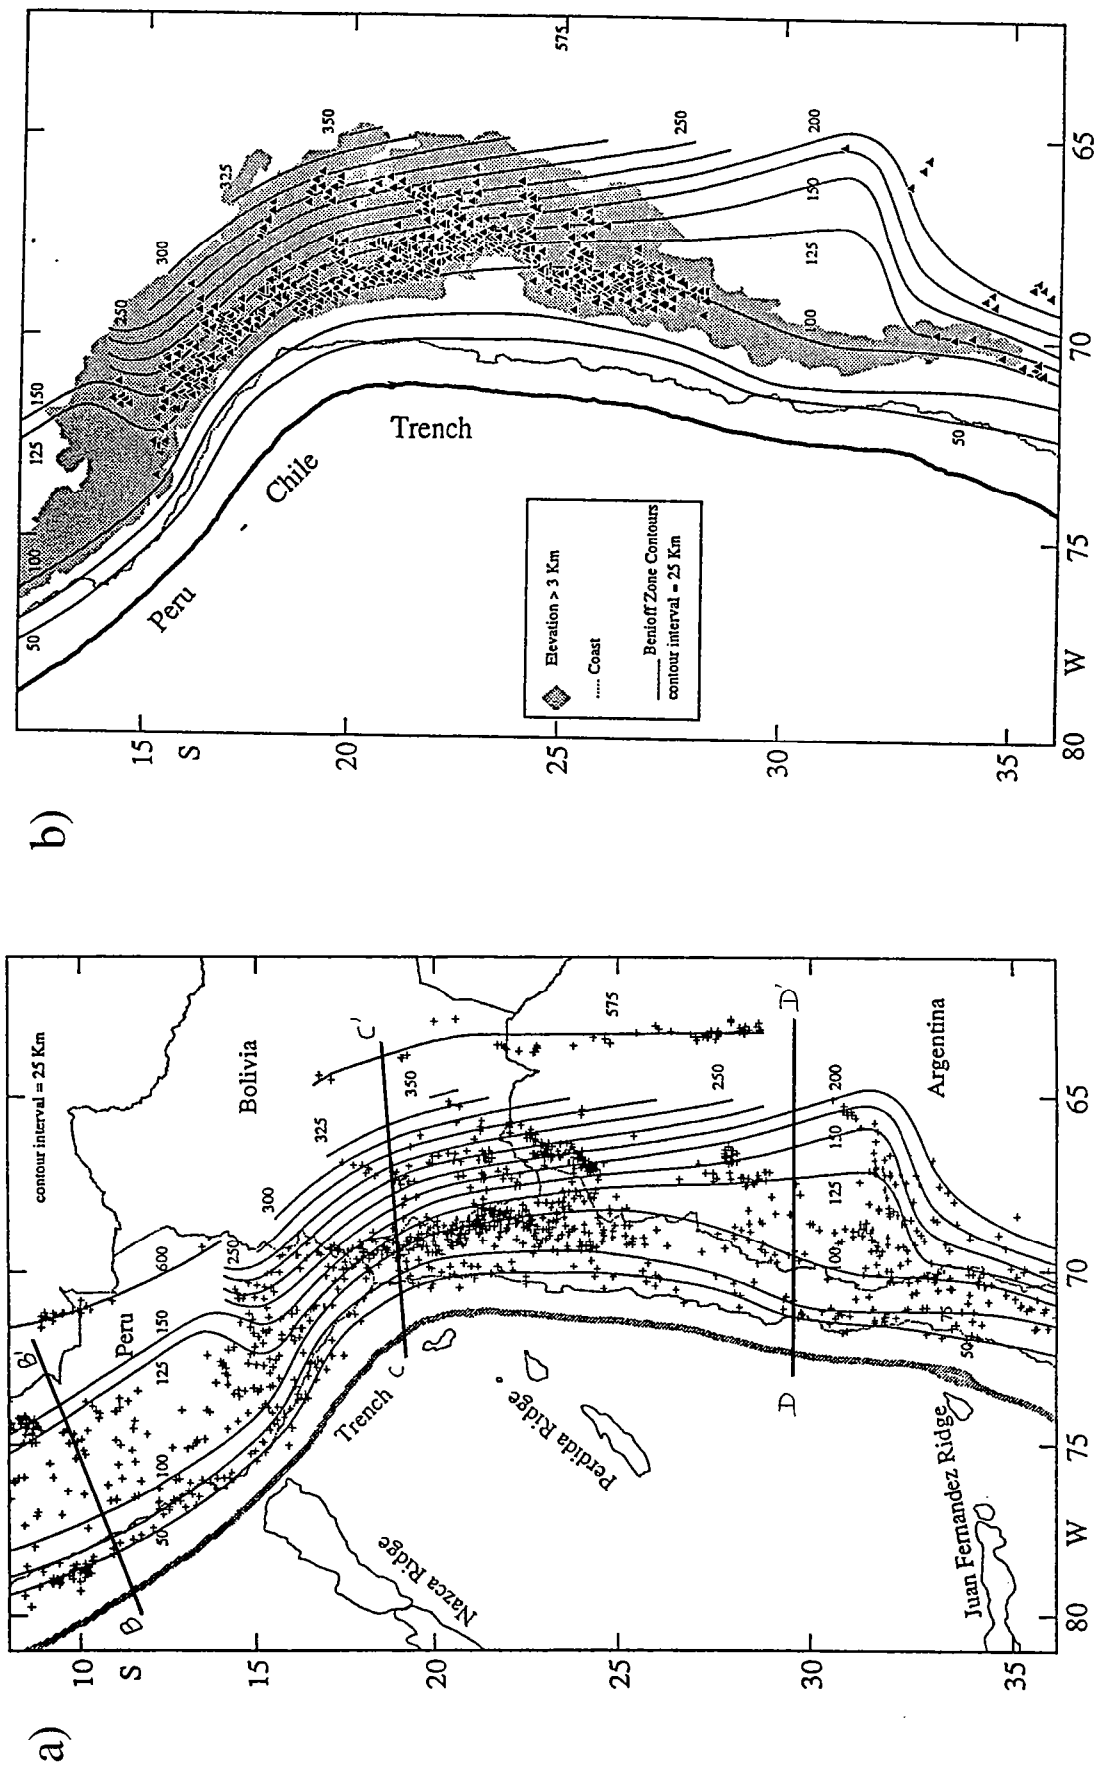 a)
contour interval = 25 Km
Peru
Bolivia
Argentina
Trench
Nazca Ridge
Perdida Ridge
Juan Fernandez Ridge
B
B'
C
C'
D
D'
50
100
125
150
600
250
300
325
350
575
250
200
150
125
100
75
50
10
S
15
20
25
30
35
80
W
75
70
65
b)
Peru
Chile
Trench
50
100
125
150
250
300
325
350
575
250
200
150
125
100
50
Elevation > 3 Km
..... Coast
Benioff Zone Contours
contour interval = 25 Km
15
S
20
25
30
35
80
W
75
70
65